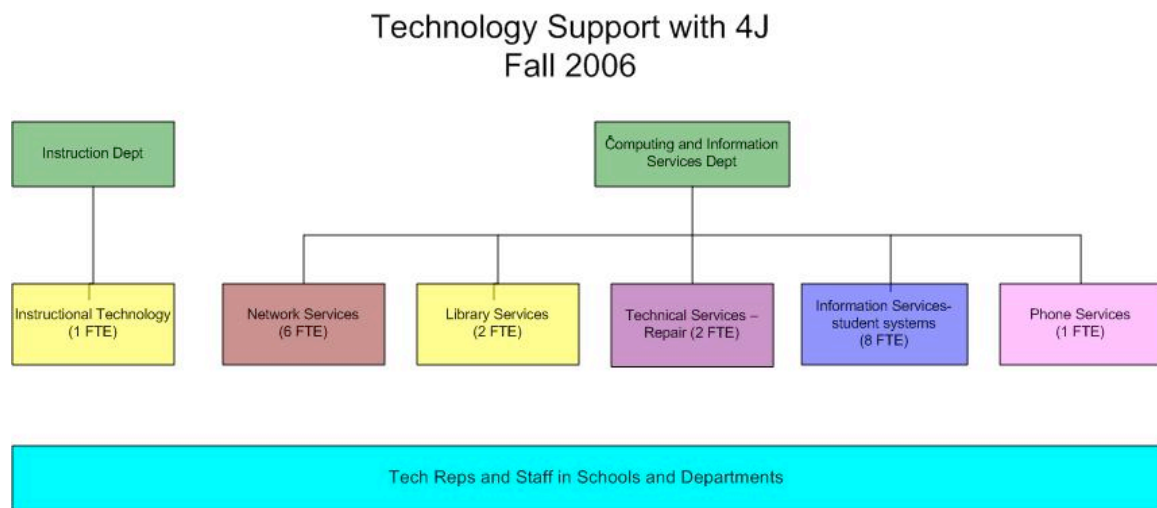 Technology Support with 4J
Fall 2006
Instruction Dept
Computing and Information
Services Dept
Instructional Technology
(1 FTE)
Network Services
(6 FTE)
Library Services
(2 FTE)
Technical Services –
Repair (2 FTE)
Information Services-
student systems
(8 FTE)
Phone Services
(1 FTE)
Tech Reps and Staff in Schools and Departments